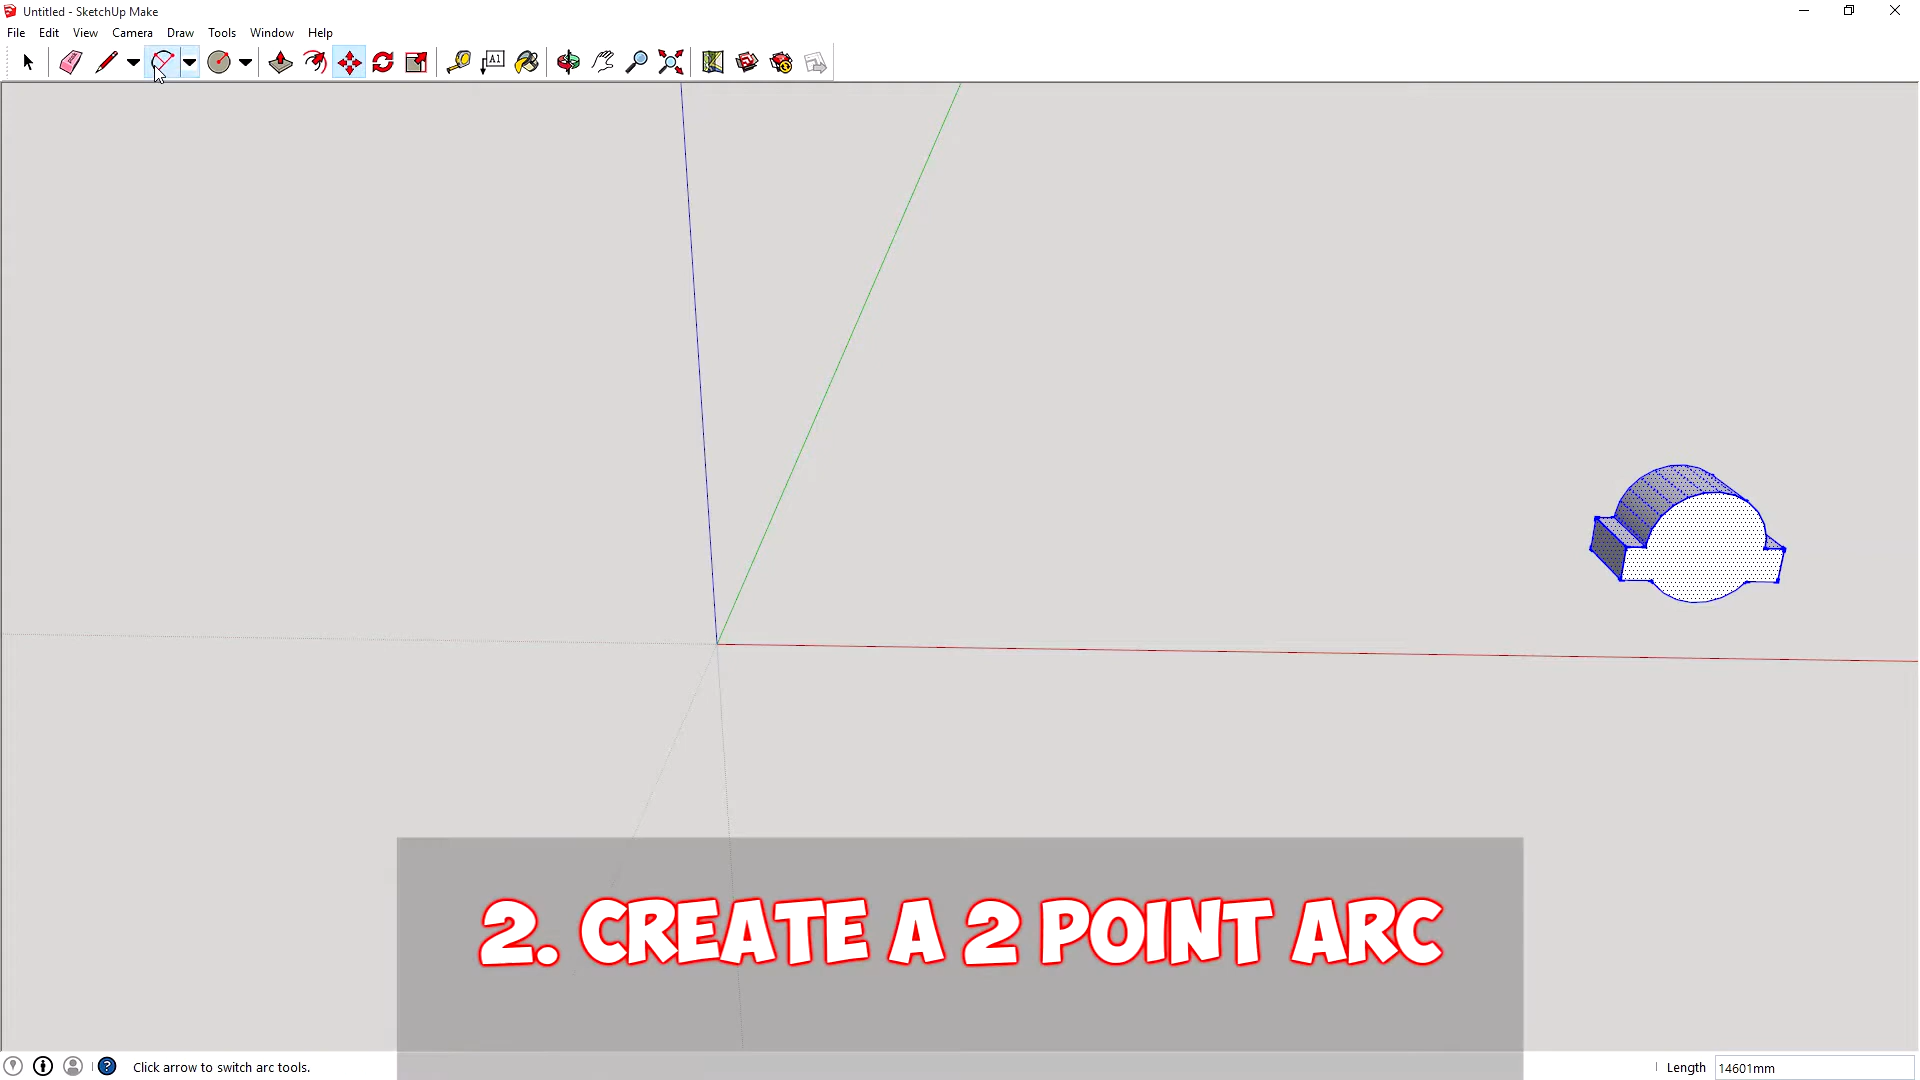 Untitled - SketchUp Make
File Edit View Camera Draw Tools Window Help
A1
2. CREATE A 2 POINT ARC
Click arrow to switch arc tools.
Length 14601mm